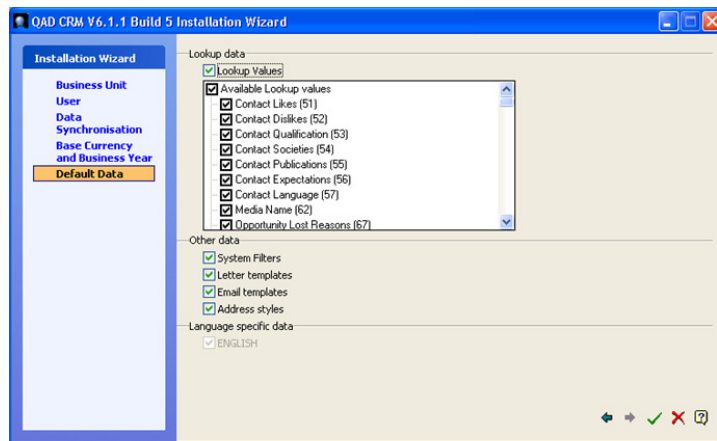 QAD CRM V6.1.1 Build 5 Installation Wizard
Installation Wizard
Business Unit
User
Data
Synchronisation
Base Currency
and Business Year
Default Data
Lookup data
Lookup Values
Available Lookup values
Contact Likes (51)
Contact Dislikes (52)
Contact Qualification (53)
Contact Societies (54)
Contact Publications (55)
Contact Expectations (56)
Contact Language (57)
Media Name (62)
Opportunity Lost Reasons (67)
Other data
System Filters
Letter templates
Email templates
Address styles
Language specific data
ENGLISH